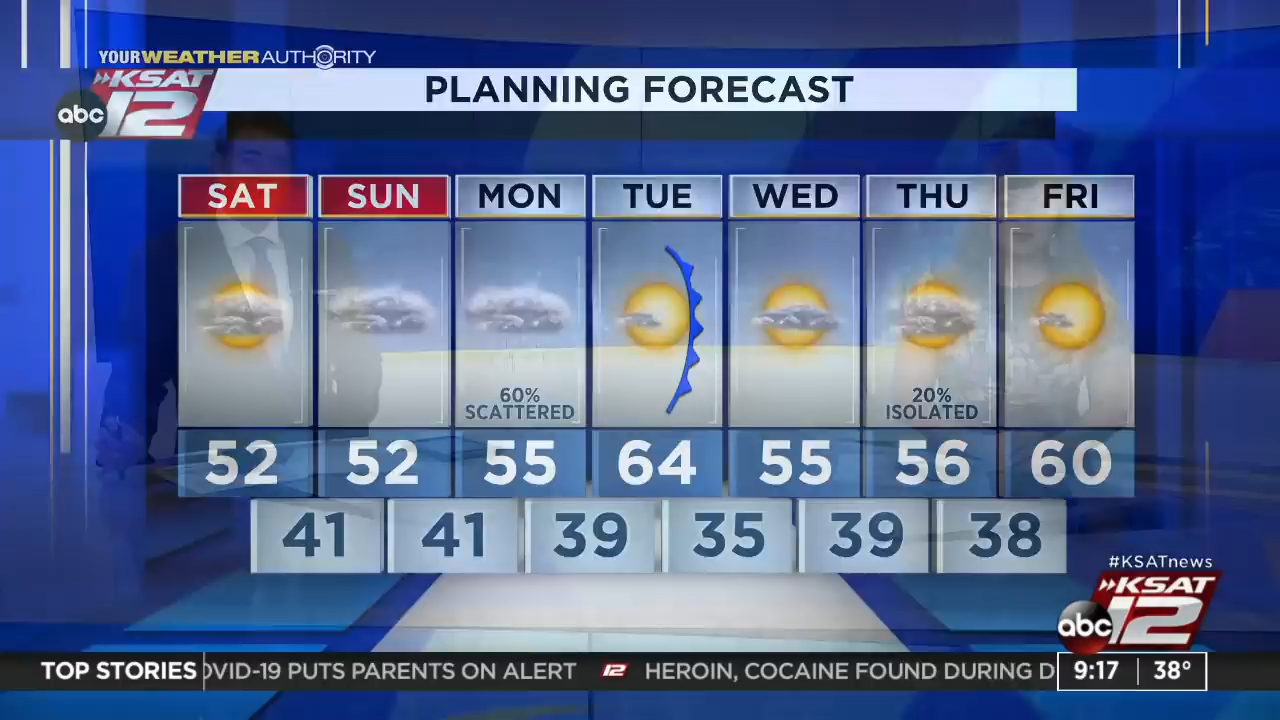 YOURWEATHERAUTHORITY
KSAT
abc 12
PLANNING FORECAST
SAT SUN MON TUE WED THU FRI
60% 20%
SCATTERED ISOLATED
52 52 55 64 55 56 60
41 41 39 35 39 38
#KSATnews
KSAT
abc 12
TOP STORIES OVID-19 PUTS PARENTS ON ALERT 12 HEROIN, COCAINE FOUND DURING D 9:17 38°